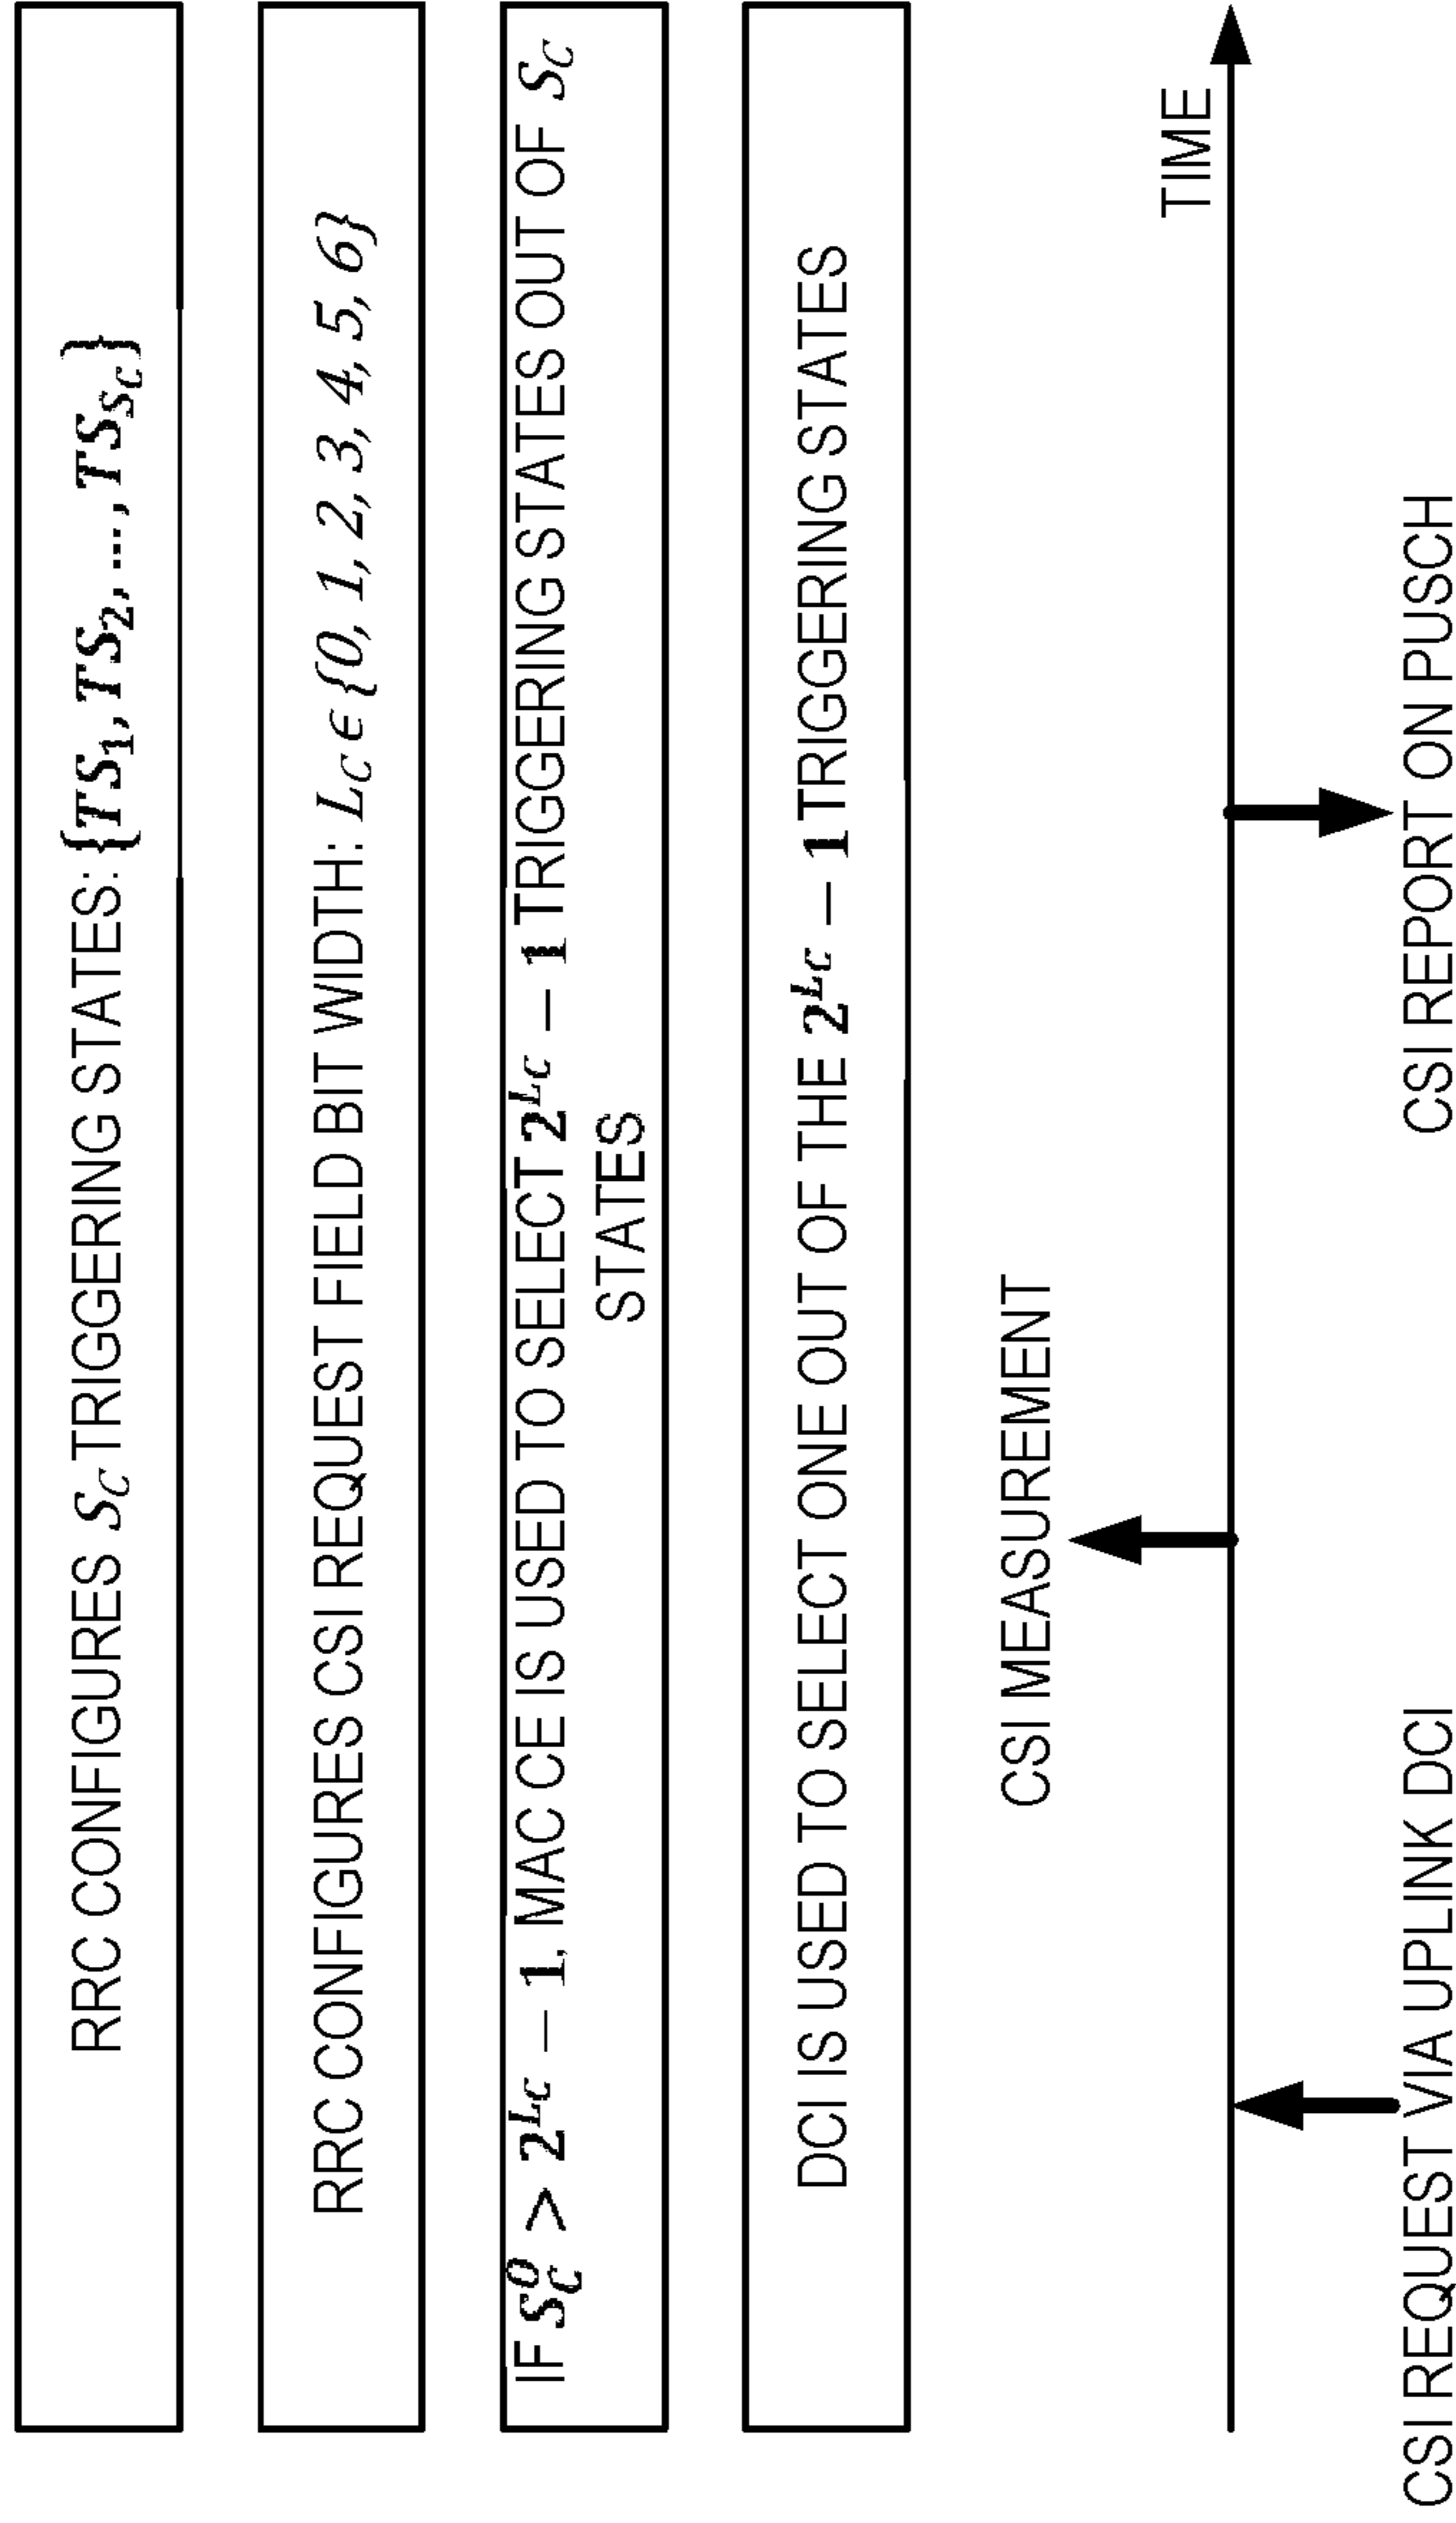 RRC CONFIGURES S_C TRIGGERING STATES: {TS_1, TS_2, ..., TS_{S_C}}
RRC CONFIGURES CSI REQUEST FIELD BIT WIDTH: L_C ϵ {0, 1, 2, 3, 4, 5, 6}
IF S_C^0 > 2^{L_C} − 1, MAC CE IS USED TO SELECT 2^{L_C} − 1 TRIGGERING STATES OUT OF S_C
STATES
DCI IS USED TO SELECT ONE OUT OF THE 2^{L_C} − 1 TRIGGERING STATES
CSI MEASUREMENT
TIME
CSI REQUEST VIA UPLINK DCI
CSI REPORT ON PUSCH